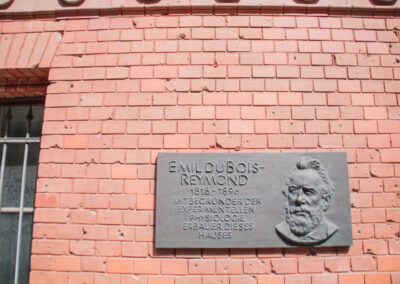 EMIL DU BOIS-
REYMOND
1818-1896
MITBEGRÜNDER DER
EXPERIMENTELLEN
PHYSIOLOGIE
ERBAUER DIESES
HAUSES